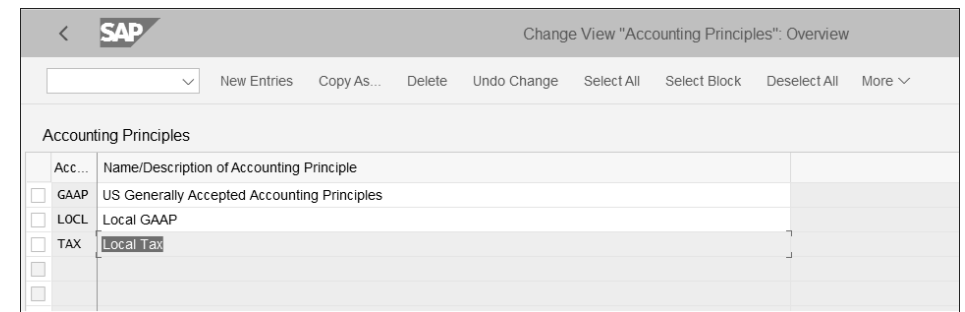 SAP Change View "Accounting Principles": Overview
New Entries Copy As... Delete Undo Change Select All Select Block Deselect All More
Accounting Principles
Acc... Name/Description of Accounting Principle
GAAP US Generally Accepted Accounting Principles
LOCL Local GAAP
TAX Local Tax